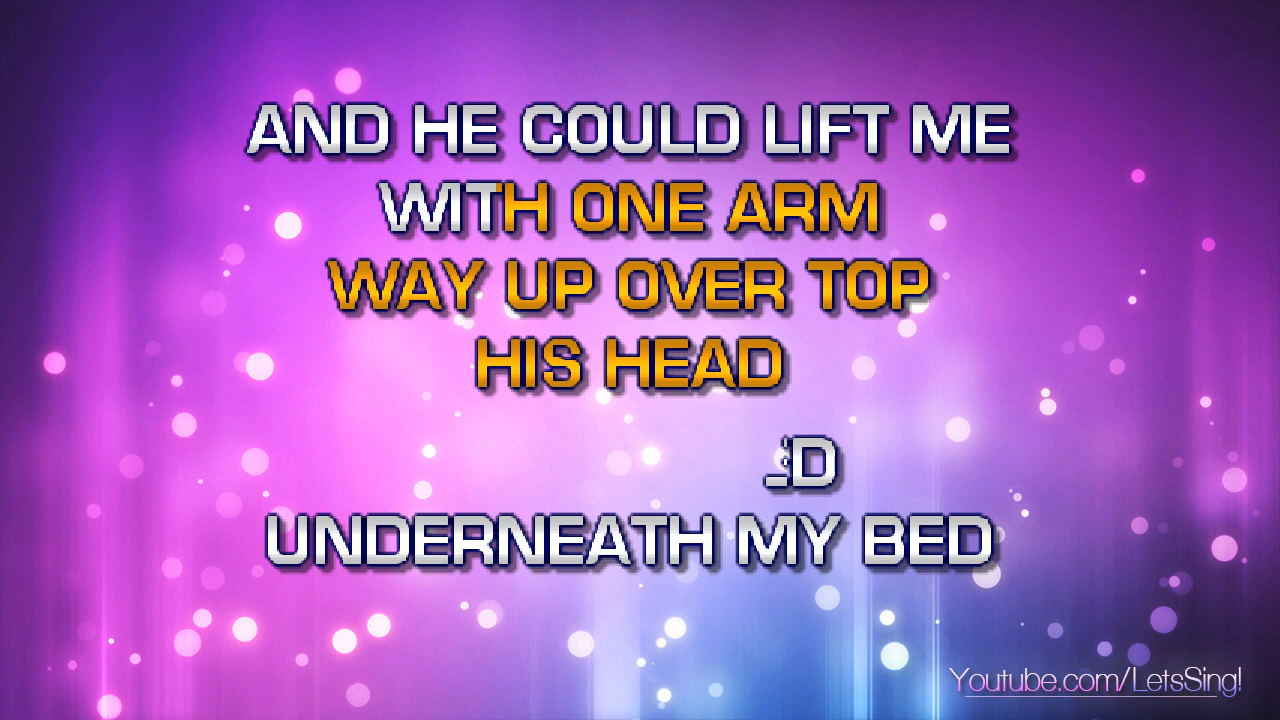 AND HE COULD LIFT ME
WITH ONE ARM
WAY UP OVER TOP
HIS HEAD
UNDERNEATH MY BED
Youtube.com/LetsSing!